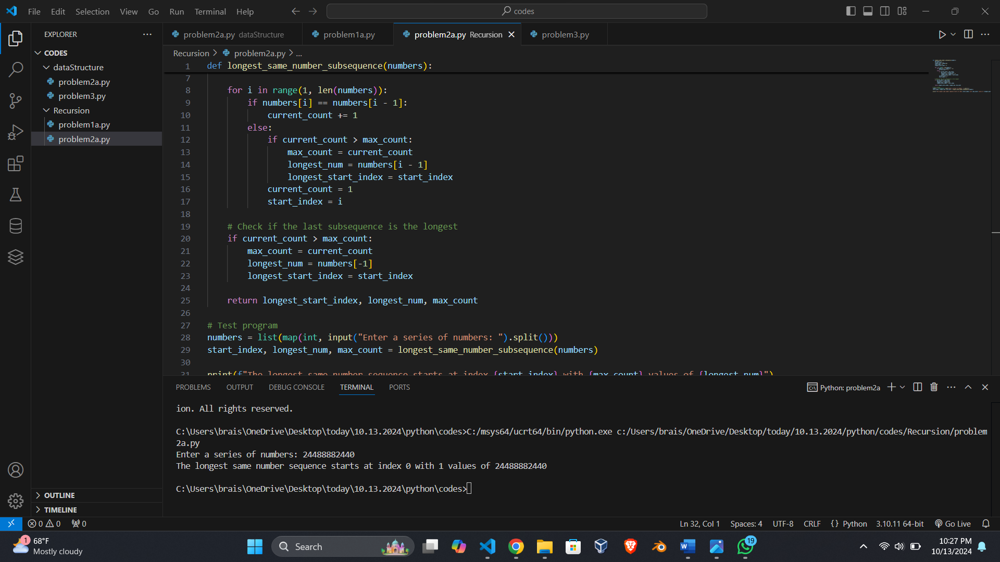 File Edit Selection View Go Run Terminal Help
codes
EXPLORER
CODES
dataStructure
problem2a.py
problem3.py
Recursion
problem1a.py
problem2a.py
OUTLINE
TIMELINE
problem2a.py dataStructure
problem1a.py
problem2a.py Recursion
problem3.py
Recursion > problem2a.py > ...
1 def longest_same_number_subsequence(numbers):
7
8 for i in range(1, len(numbers)):
9 if numbers[i] == numbers[i - 1]:
10 current_count += 1
11 else:
12 if current_count > max_count:
13 max_count = current_count
14 longest_num = numbers[i - 1]
15 longest_start_index = start_index
16 current_count = 1
17 start_index = i
18
19 # Check if the last subsequence is the longest
20 if current_count > max_count:
21 max_count = current_count
22 longest_num = numbers[-1]
23 longest_start_index = start_index
24
25 return longest_start_index, longest_num, max_count
26
27 # Test program
28 numbers = list(map(int, input("Enter a series of numbers: ").split()))
29 start_index, longest_num, max_count = longest_same_number_subsequence(numbers)
30
31 print(f"The longest same number sequence starts at index {start_index} with {max_count} values of {longest_num}")
PROBLEMS OUTPUT DEBUG CONSOLE TERMINAL PORTS
Python: problem2a
ion. All rights reserved.
C:\Users\brais\OneDrive\Desktop\today\10.13.2024\python\codes>C:/msys64/ucrt64/bin/python.exe c:/Users/brais/OneDrive/Desktop/today/10.13.2024/python/codes/Recursion/problem
2a.py
Enter a series of numbers: 24488882440
The longest same number sequence starts at index 0 with 1 values of 24488882440
C:\Users\brais\OneDrive\Desktop\today\10.13.2024\python\codes>
0 0 0
Ln 32, Col 1 Spaces: 4 UTF-8 CRLF {} Python 3.10.11 64-bit Go Live
1
68°F
Mostly cloudy
Search
19
10:27 PM
10/13/2024